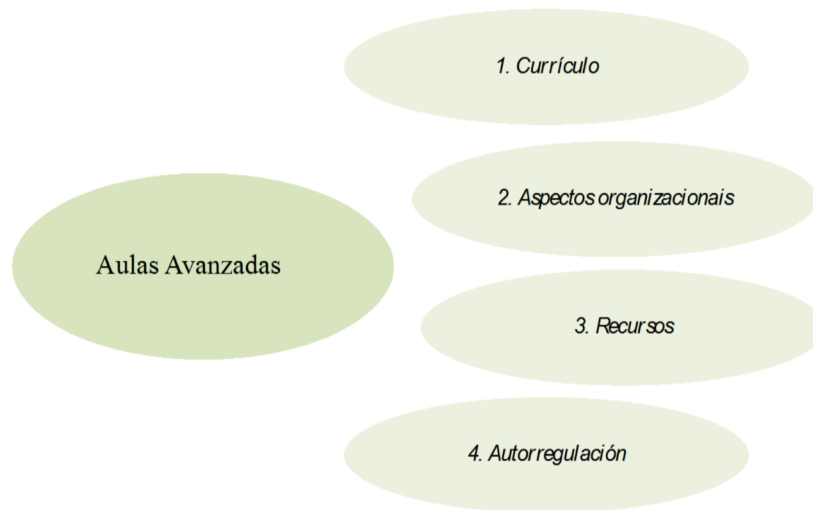 1. Currículo
2. Aspectos organizacionais
Aulas Avanzadas
3. Recursos
4. Autorregulación